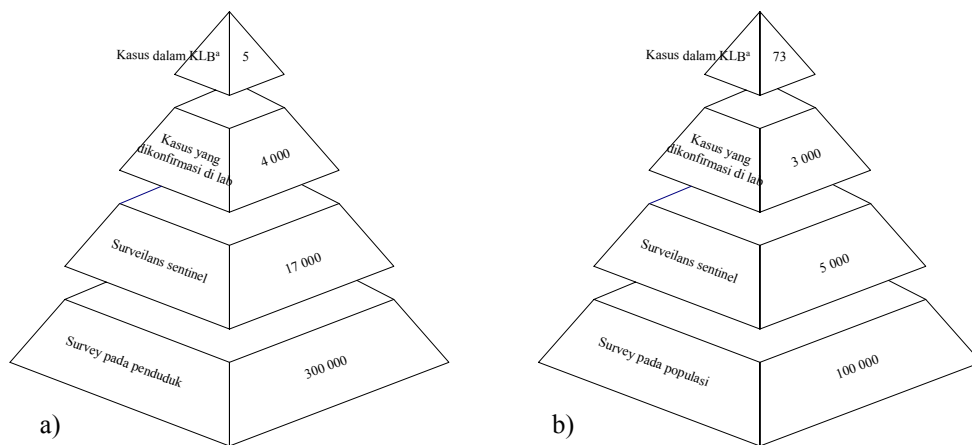 Kasus dalam KLBª 5
Kasus yang
dikonfirmasi di lab
4 000
Surveilans sentinel
17 000
Survey pada penduduk
300 000
a)
Kasus dalam KLBª 73
Kasus yang
dikonfirmasi di lab
3 000
Surveilans sentinel
5 000
Survey pada populasi
100 000
b)